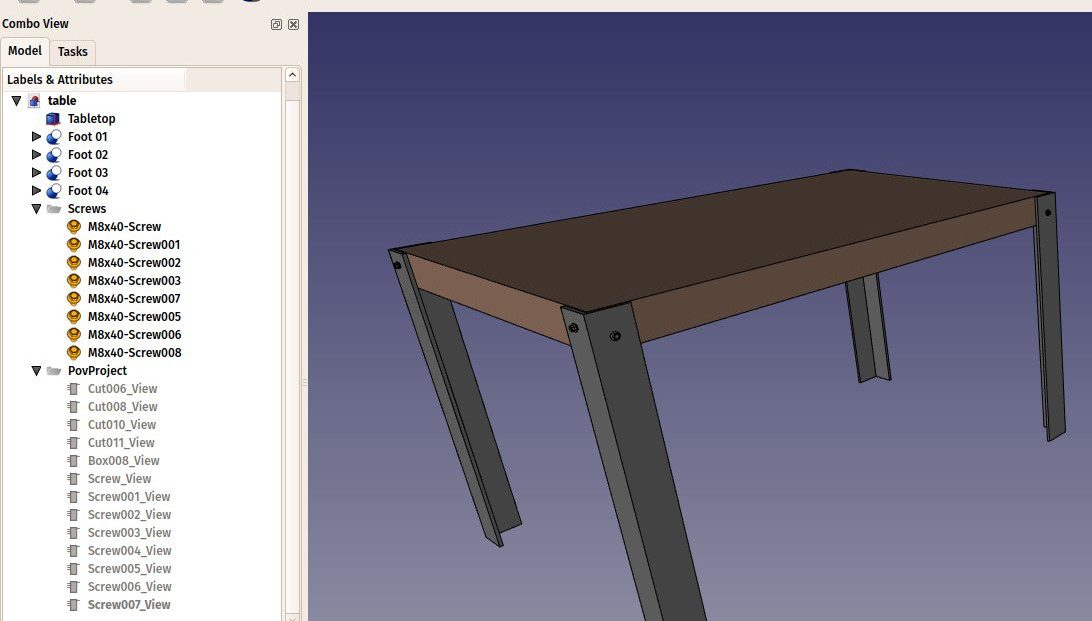 Combo View
Model Tasks
Labels & Attributes
table
Tabletop
Foot 01
Foot 02
Foot 03
Foot 04
Screws
M8x40-Screw
M8x40-Screw001
M8x40-Screw002
M8x40-Screw003
M8x40-Screw007
M8x40-Screw005
M8x40-Screw006
M8x40-Screw008
PovProject
Cut006_View
Cut008_View
Cut010_View
Cut011_View
Box008_View
Screw_View
Screw001_View
Screw002_View
Screw003_View
Screw004_View
Screw005_View
Screw006_View
Screw007_View